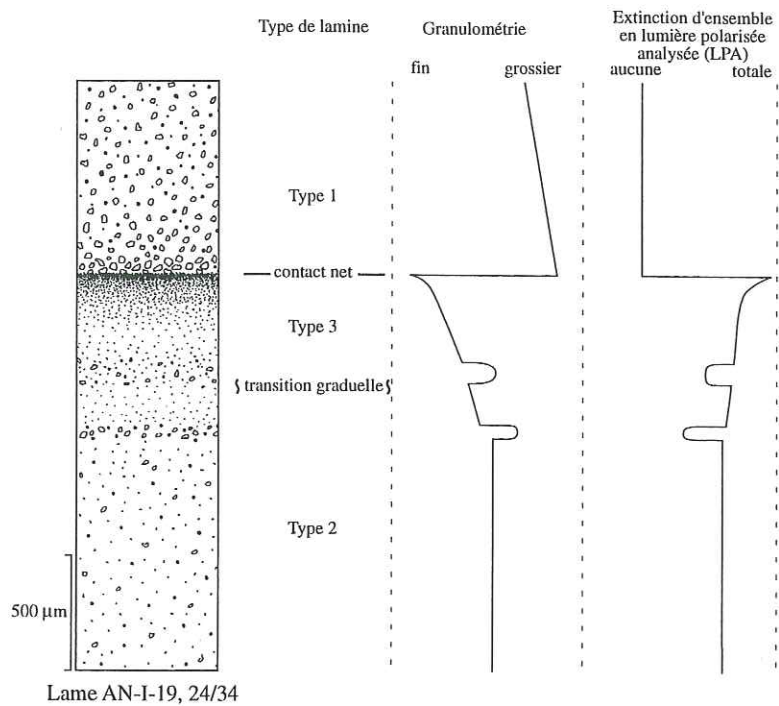 Type de lamine
Granulométrie
Extinction d'ensemble
en lumière polarisée
analysée (LPA)
fin
grossier
aucune
totale
Type 1
contact net
Type 3
transition graduelle
Type 2
500 µm
Lame AN-I-19, 24/34